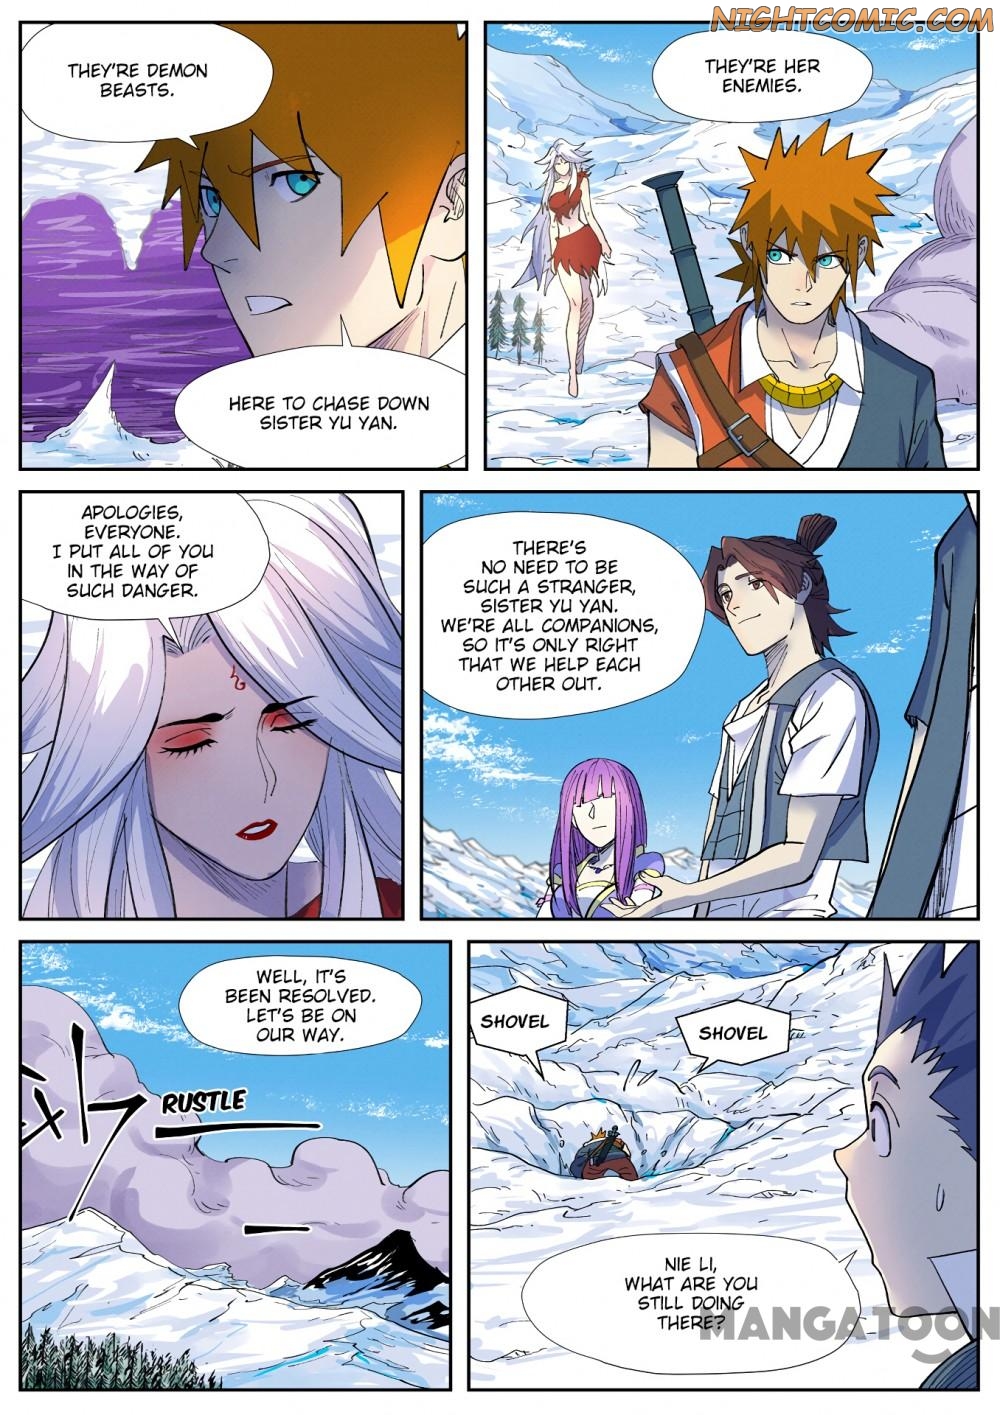 NIGHTCOMIC.COM
THEY'RE DEMON
BEASTS.
HERE TO CHASE DOWN
SISTER YU YAN.
THEY'RE HER
ENEMIES.
APOLOGIES,
EVERYONE.
I PUT ALL OF YOU
IN THE WAY OF
SUCH DANGER.
THERE'S
NO NEED TO BE
SUCH A STRANGER,
SISTER YU YAN.
WE'RE ALL COMPANIONS,
SO IT'S ONLY RIGHT
THAT WE HELP EACH
OTHER OUT.
WELL, IT'S
BEEN RESOLVED.
LET'S BE ON
OUR WAY.
RUSTLE
SHOVEL
SHOVEL
NIE LI,
WHAT ARE YOU
STILL DOING
THERE?
MANGATOON